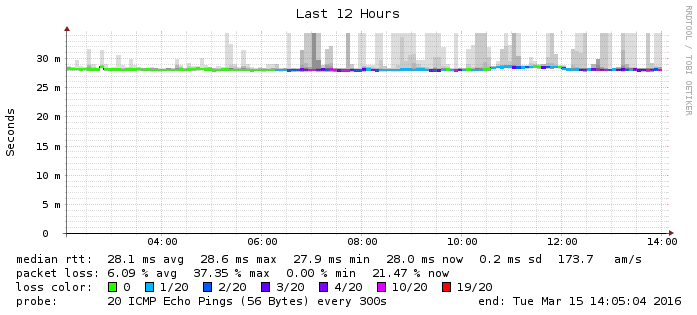 Last 12 Hours
RRDTOOL / TOBI OETIKER
Seconds
30 m
25 m
20 m
15 m
10 m
5 m
0
04:00 06:00 08:00 10:00 12:00 14:00
median rtt: 28.1 ms avg 28.6 ms max 27.9 ms min 28.0 ms now 0.2 ms sd 173.7 am/s
packet loss: 6.09 % avg 37.35 % max 0.00 % min 21.47 % now
loss color: 0 1/20 2/20 3/20 4/20 10/20 19/20
probe: 20 ICMP Echo Pings (56 Bytes) every 300s end: Tue Mar 15 14:05:04 2016